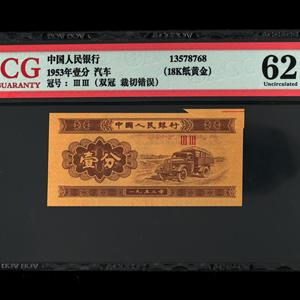 CG
GUARANTY
中国人民银行
1953年壹分 汽车
冠号：ⅢⅢ（双冠 裁切错误）
13578768
（18K纸黄金）
62
Uncirculated
中国人民银行
ⅢⅢ
壹分
一九五三年